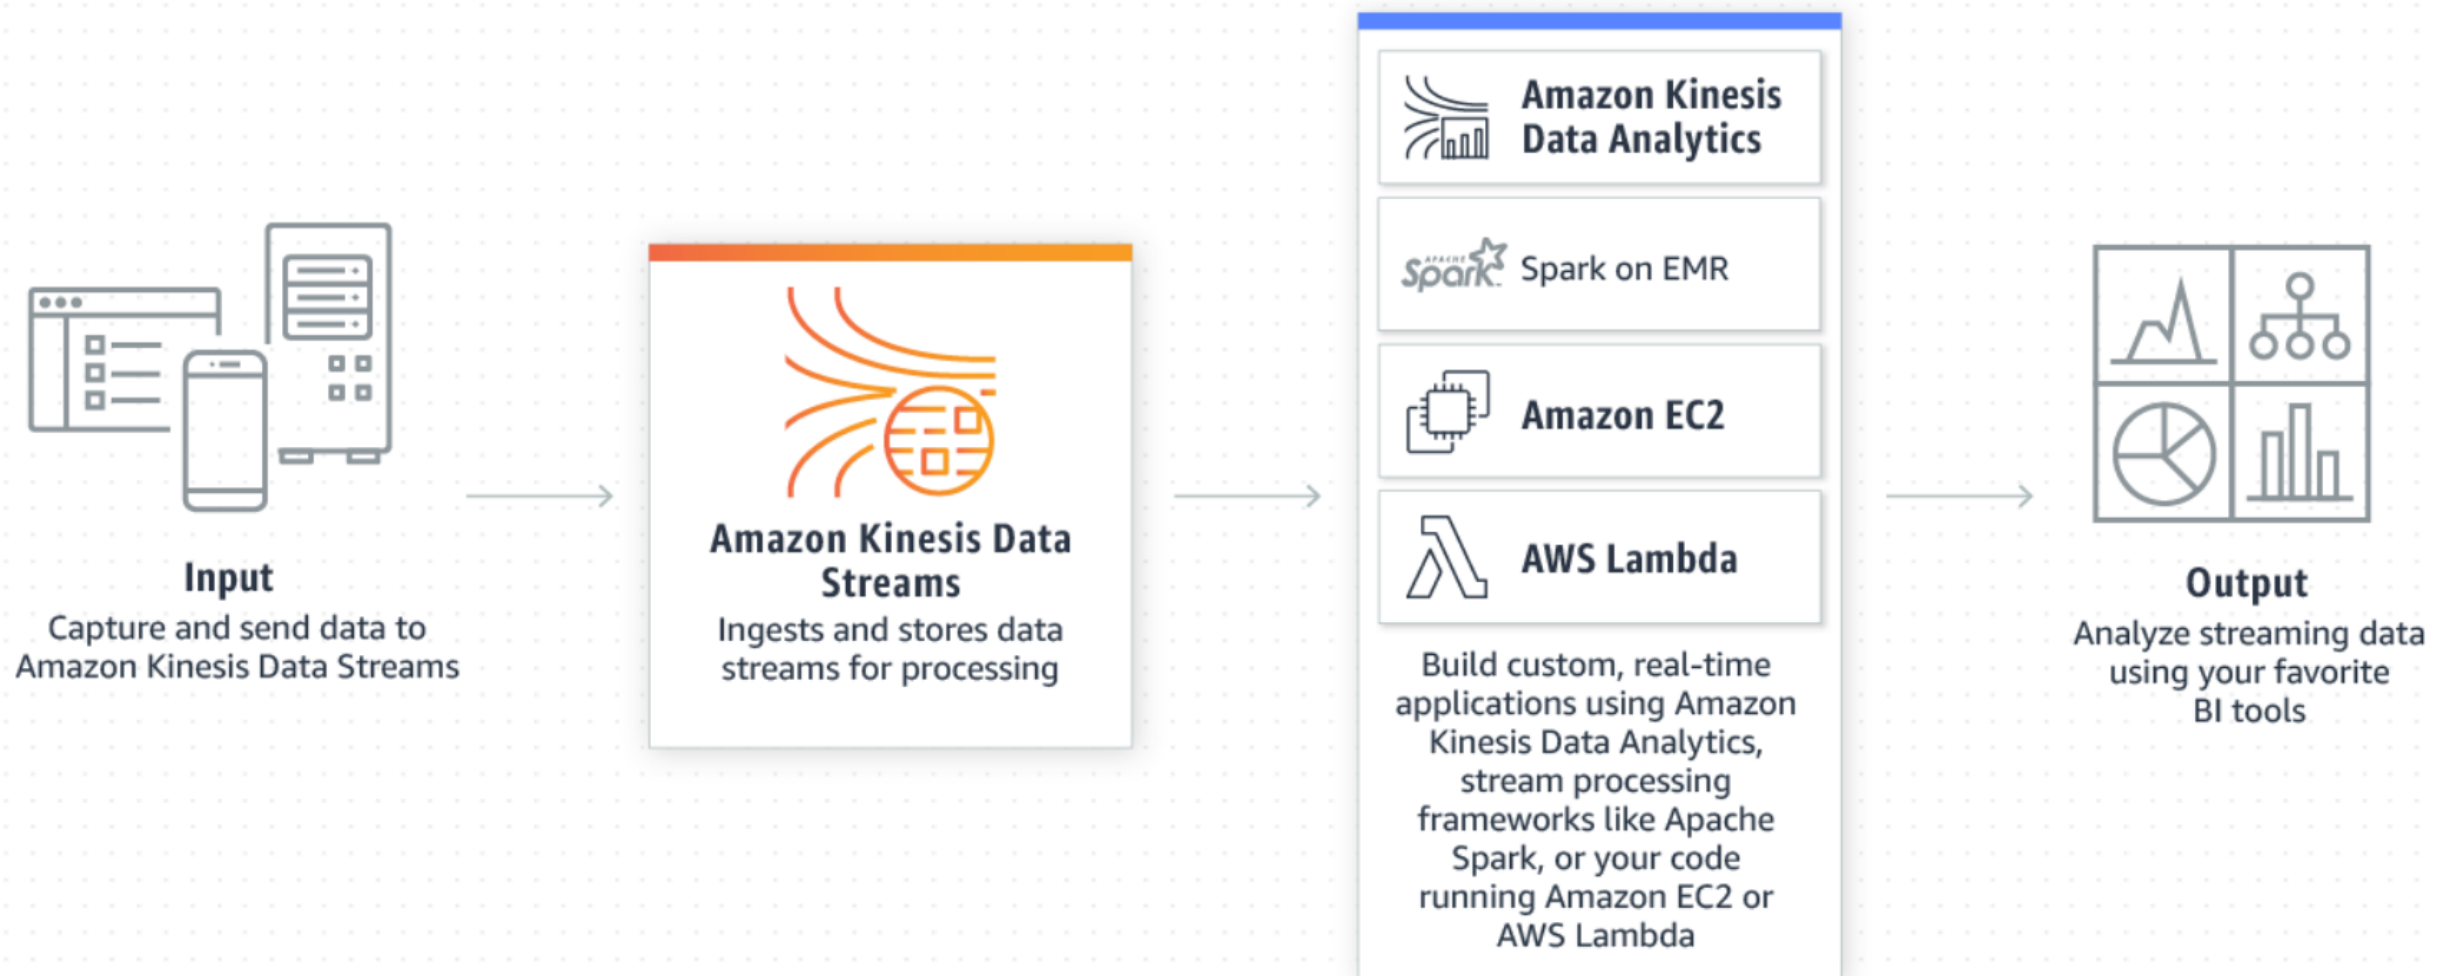 Input
Capture and send data to
Amazon Kinesis Data Streams
Amazon Kinesis Data
Streams
Ingests and stores data
streams for processing
Amazon Kinesis
Data Analytics
APACHE
Spark
Spark on EMR
Amazon EC2
AWS Lambda
Build custom, real-time
applications using Amazon
Kinesis Data Analytics,
stream processing
frameworks like Apache
Spark, or your code
running Amazon EC2 or
AWS Lambda
Output
Analyze streaming data
using your favorite
BI tools